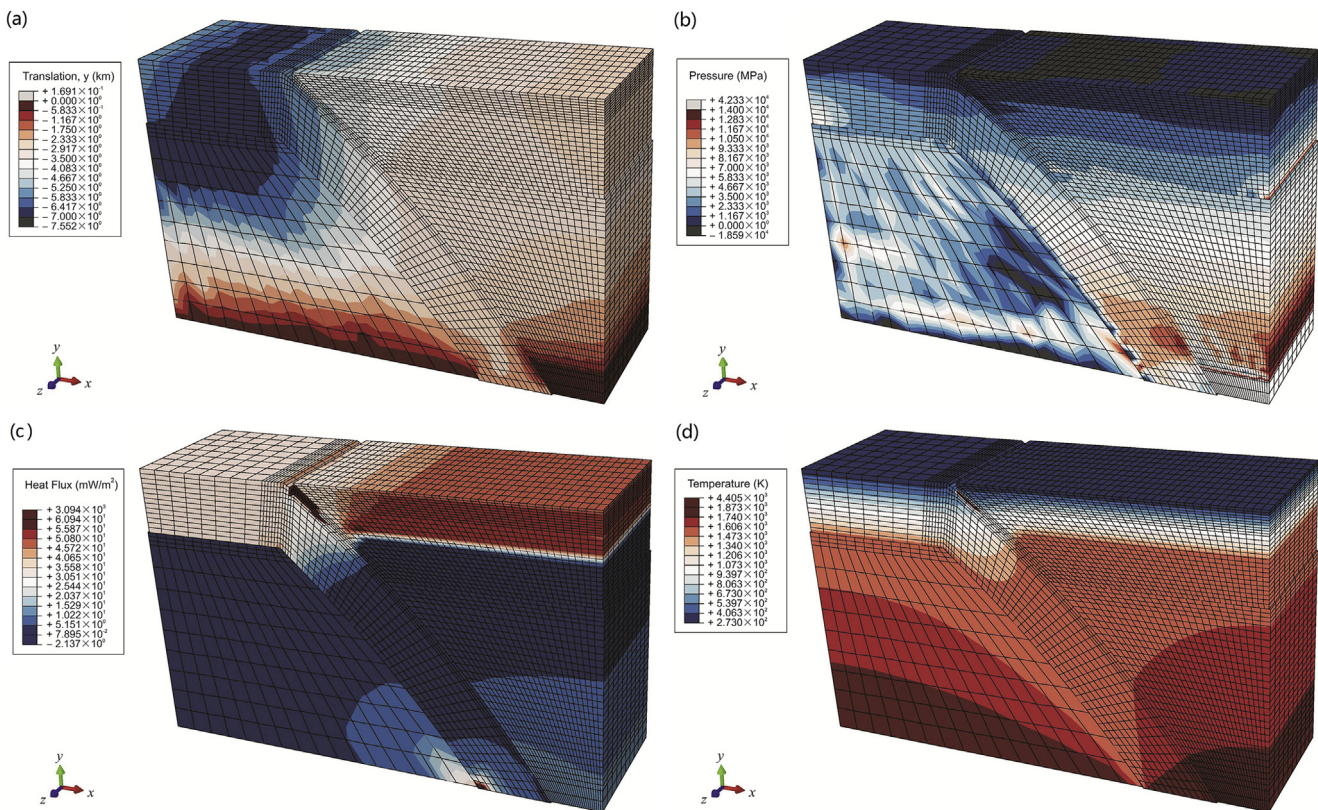 (a)
Translation, y (km)
+ 1.691×10⁻¹
+ 0.000×10⁰
− 5.833×10⁻¹
− 1.167×10⁰
− 1.750×10⁰
− 2.333×10⁰
− 2.917×10⁰
− 3.500×10⁰
− 4.083×10⁰
− 4.667×10⁰
− 5.250×10⁰
− 5.833×10⁰
− 6.417×10⁰
− 7.000×10⁰
− 7.552×10⁰
y
z
x
(b)
Pressure (MPa)
+ 4.233×10⁴
+ 1.400×10⁴
+ 1.283×10⁴
+ 1.167×10⁴
+ 1.050×10⁴
+ 9.333×10³
+ 8.167×10³
+ 7.000×10³
+ 5.833×10³
+ 4.667×10³
+ 3.500×10³
+ 2.333×10³
+ 1.167×10³
+ 0.000×10⁰
− 1.859×10⁴
y
z
x
(c)
Heat Flux (mW/m²)
+ 3.094×10³
+ 6.094×10¹
+ 5.587×10¹
+ 5.080×10¹
+ 4.572×10¹
+ 4.065×10¹
+ 3.558×10¹
+ 3.051×10¹
+ 2.544×10¹
+ 2.037×10¹
+ 1.529×10¹
+ 1.022×10¹
+ 5.151×10⁰
+ 7.895×10⁻²
− 2.137×10⁰
y
z
x
(d)
Temperature (K)
+ 4.405×10³
+ 1.873×10³
+ 1.740×10³
+ 1.606×10³
+ 1.473×10³
+ 1.340×10³
+ 1.206×10³
+ 1.073×10³
+ 9.397×10²
+ 8.063×10²
+ 6.730×10²
+ 5.397×10²
+ 4.063×10²
+ 2.730×10²
y
z
x